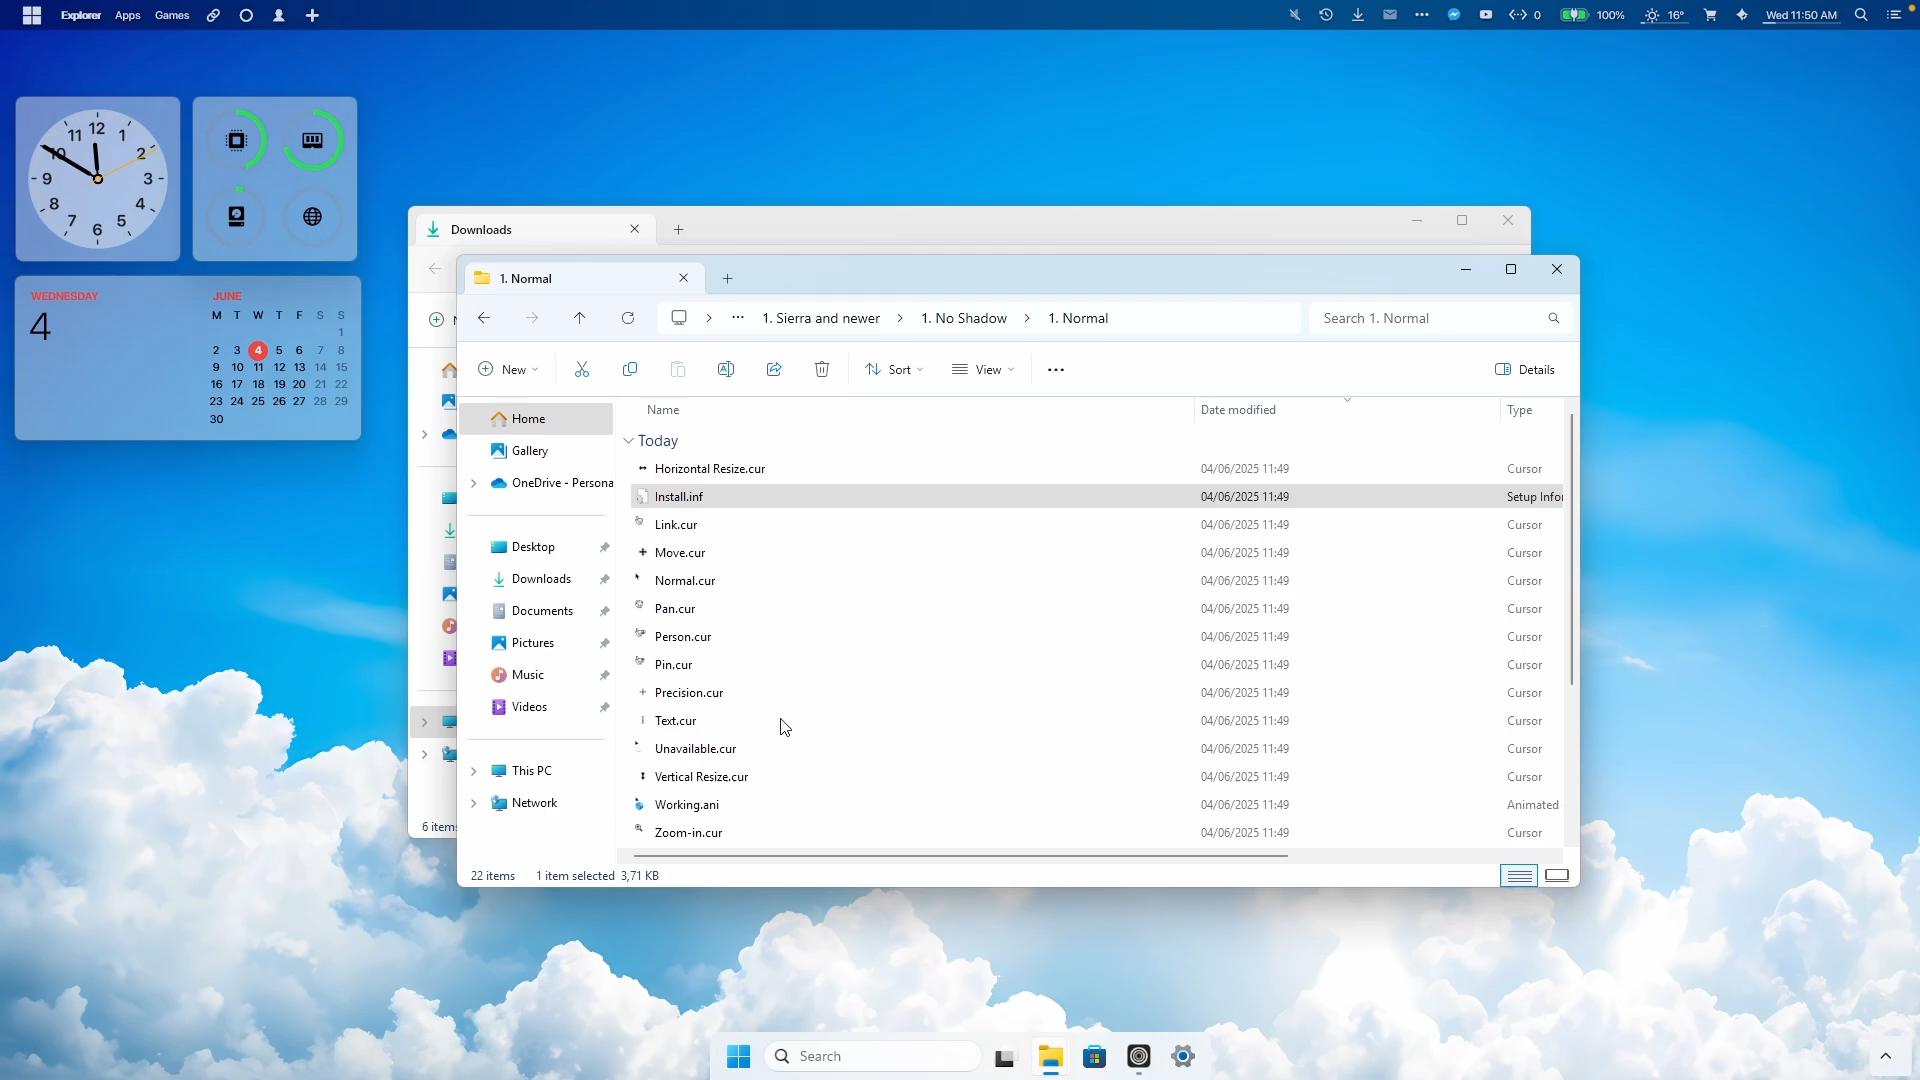 Explorer Apps Games
0 100% 16° Wed 11:50 AM
12
11 1
10 2
9 3
8 4
7 5
6
WEDNESDAY
4
JUNE
M T W T F S S
1
2 3 4 5 6 7 8
9 10 11 12 13 14 15
16 17 18 19 20 21 22
23 24 25 26 27 28 29
30
Downloads
6 items
1. Normal
1. Sierra and newer 1. No Shadow 1. Normal
Search 1. Normal
New Sort View Details
Home
Gallery
OneDrive - Persona
Desktop
Downloads
Documents
Pictures
Music
Videos
This PC
Network
Name Date modified Type
Today
Horizontal Resize.cur 04/06/2025 11:49 Cursor
Install.inf 04/06/2025 11:49 Setup Infor
Link.cur 04/06/2025 11:49 Cursor
Move.cur 04/06/2025 11:49 Cursor
Normal.cur 04/06/2025 11:49 Cursor
Pan.cur 04/06/2025 11:49 Cursor
Person.cur 04/06/2025 11:49 Cursor
Pin.cur 04/06/2025 11:49 Cursor
Precision.cur 04/06/2025 11:49 Cursor
Text.cur 04/06/2025 11:49 Cursor
Unavailable.cur 04/06/2025 11:49 Cursor
Vertical Resize.cur 04/06/2025 11:49 Cursor
Working.ani 04/06/2025 11:49 Animated
Zoom-in.cur 04/06/2025 11:49 Cursor
22 items 1 item selected 3,71 KB
Search